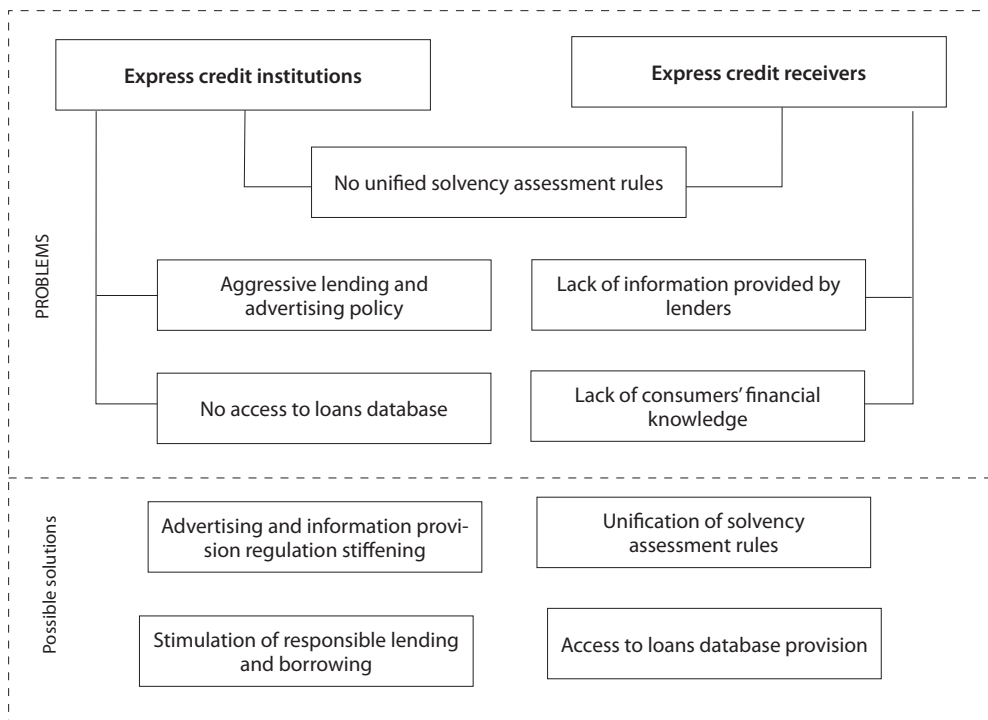 Express credit institutions
Express credit receivers
No unified solvency assessment rules
PROBLEMS
Aggressive lending and
advertising policy
Lack of information provided by
lenders
No access to loans database
Lack of consumers’ financial
knowledge
Possible solutions
Advertising and information provi-
sion regulation stiffening
Unification of solvency
assessment rules
Stimulation of responsible lending
and borrowing
Access to loans database provision